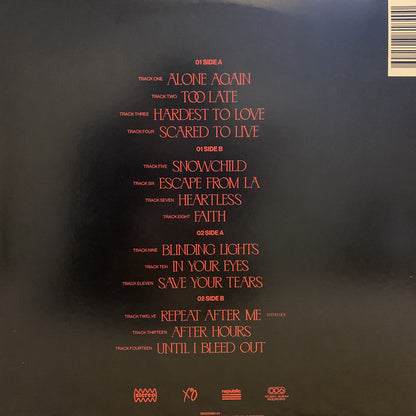 01 SIDE A
TRACK ONE ALONE AGAIN
TRACK TWO TOO LATE
TRACK THREE HARDEST TO LOVE
TRACK FOUR SCARED TO LIVE
01 SIDE B
TRACK FIVE SNOWCHILD
TRACK SIX ESCAPE FROM LA
TRACK SEVEN HEARTLESS
TRACK EIGHT FAITH
02 SIDE A
TRACK NINE BLINDING LIGHTS
TRACK TEN IN YOUR EYES
TRACK ELEVEN SAVE YOUR TEARS
02 SIDE B
TRACK TWELVE REPEAT AFTER ME
TRACK THIRTEEN AFTER HOURS
TRACK FOURTEEN UNTIL I BLEED OUT
stereo XO republic